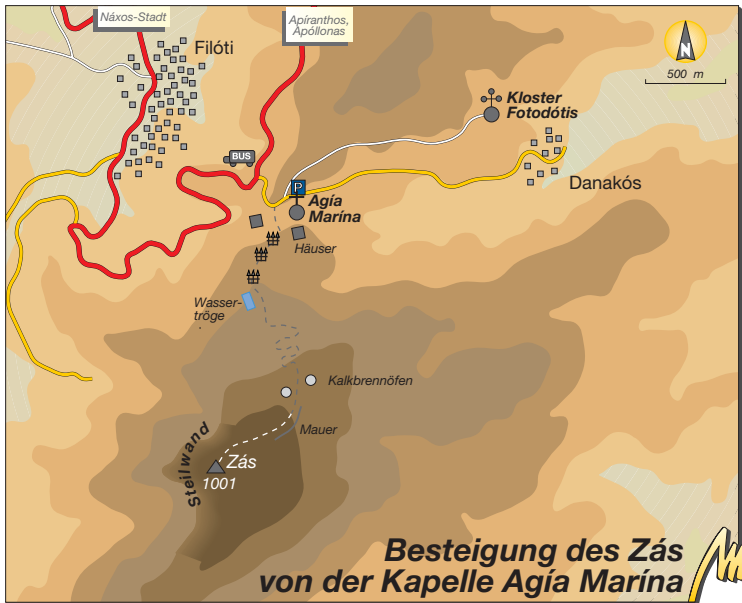 Náxos-Stadt
Apíranthos,
Apóllonas
Filóti
N
500 m
Kloster
Fotodótis
BUS
P
Danakós
Agía
Marína
Häuser
Wasser-
tröge
Kalkbrennöfen
Mauer
Steilwand
Zás
1001
Besteigung des Zás
von der Kapelle Agía Marína